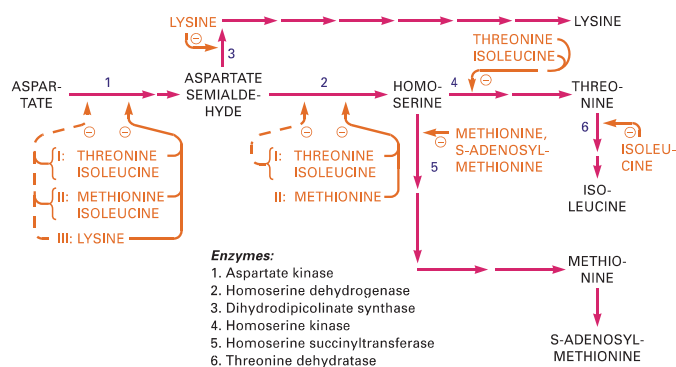 LYSINE
LYSINE
⊖
3
THREONINE
ISOLEUCINE
⊖
ASPAR-
TATE
1
ASPARTATE
SEMIALDE-
HYDE
2
HOMO-
SERINE
4
THREO-
NINE
⊖
⊖
I: THREONINE
ISOLEUCINE
II: METHIONINE
ISOLEUCINE
III: LYSINE
⊖
⊖
I: THREONINE
ISOLEUCINE
II: METHIONINE
⊖
METHIONINE,
S-ADENOSYL-
METHIONINE
5
6
⊖
ISOLEU-
CINE
ISO-
LEUCINE
Enzymes:
1. Aspartate kinase
2. Homoserine dehydrogenase
3. Dihydrodipicolinate synthase
4. Homoserine kinase
5. Homoserine succinyltransferase
6. Threonine dehydratase
METHIO-
NINE
S-ADENOSYL-
METHIONINE